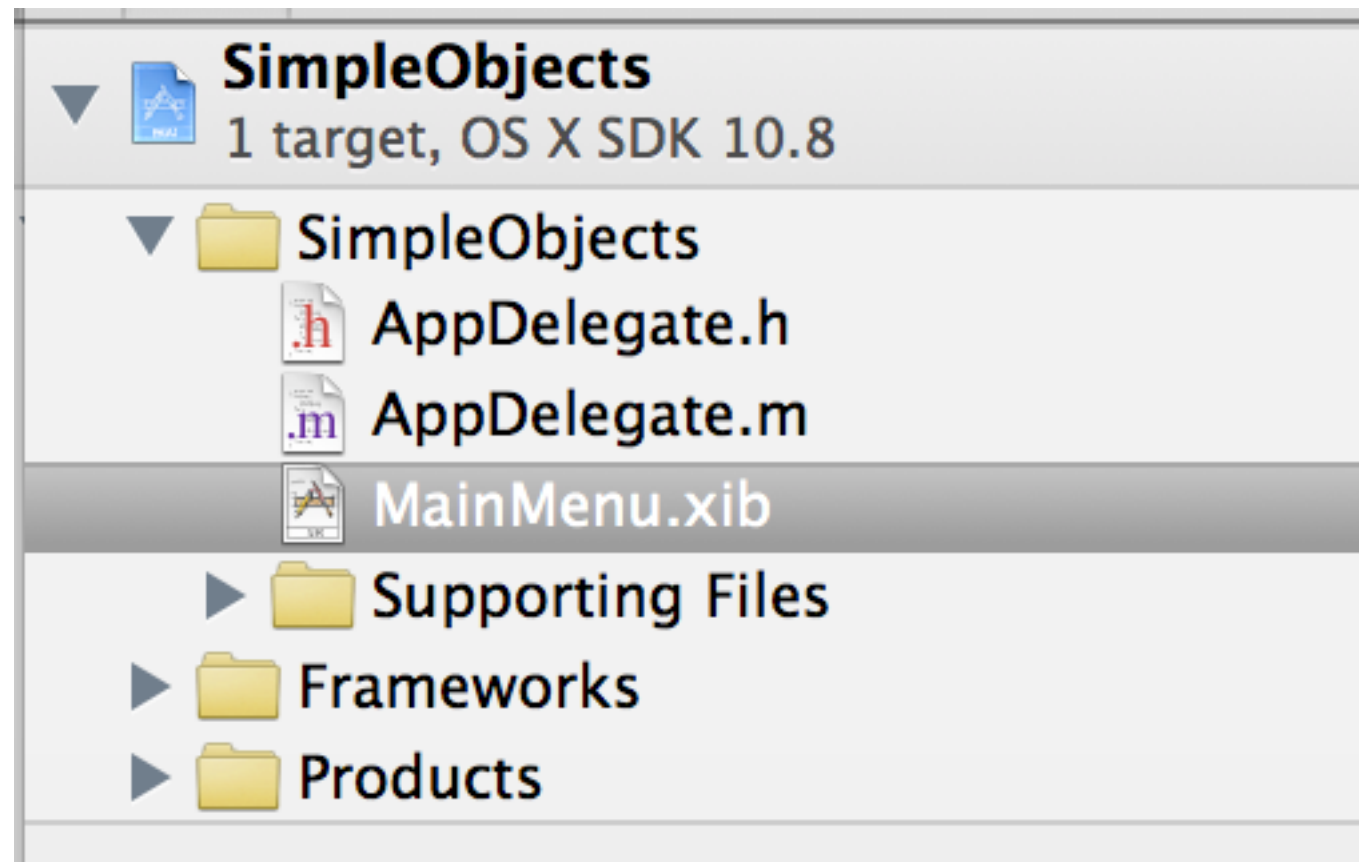 SimpleObjects
1 target, OS X SDK 10.8
SimpleObjects
.h AppDelegate.h
.m AppDelegate.m
MainMenu.xib
Supporting Files
Frameworks
Products